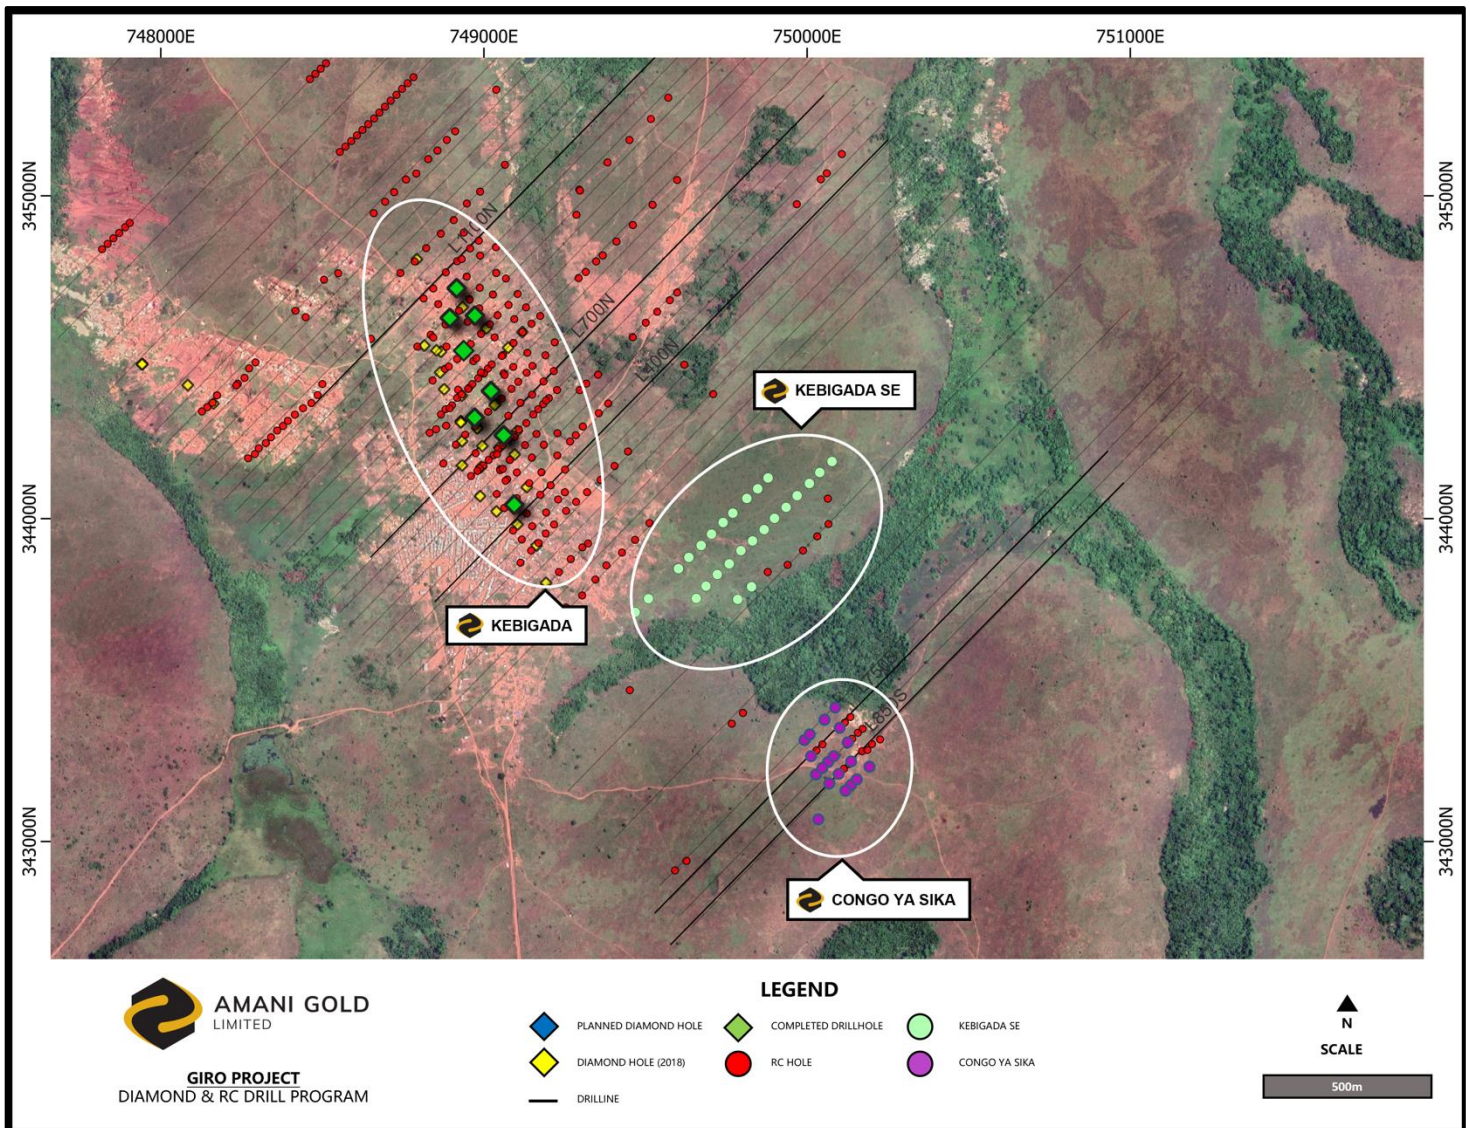 748000E 749000E 750000E 751000E
345000N
345000N
L1100N
L700N
L400N
KEBIGADA SE
344000N
344000N
KEBIGADA
L850S
343000N
343000N
CONGO YA SIKA
AMANI GOLD
LIMITED
GIRO PROJECT
DIAMOND & RC DRILL PROGRAM
LEGEND
PLANNED DIAMOND HOLE COMPLETED DRILLHOLE KEBIGADA SE
DIAMOND HOLE (2018) RC HOLE CONGO YA SIKA
DRILLINE
N
SCALE
500m